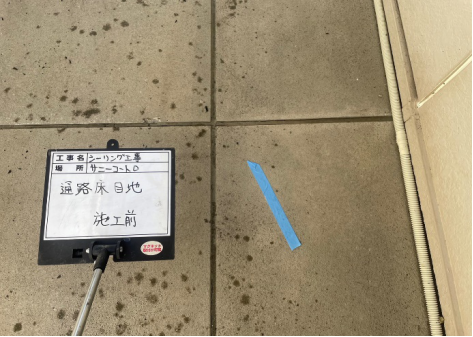 工事名 シーリング工事
場所 サニーコートD
通路床目地
施工前